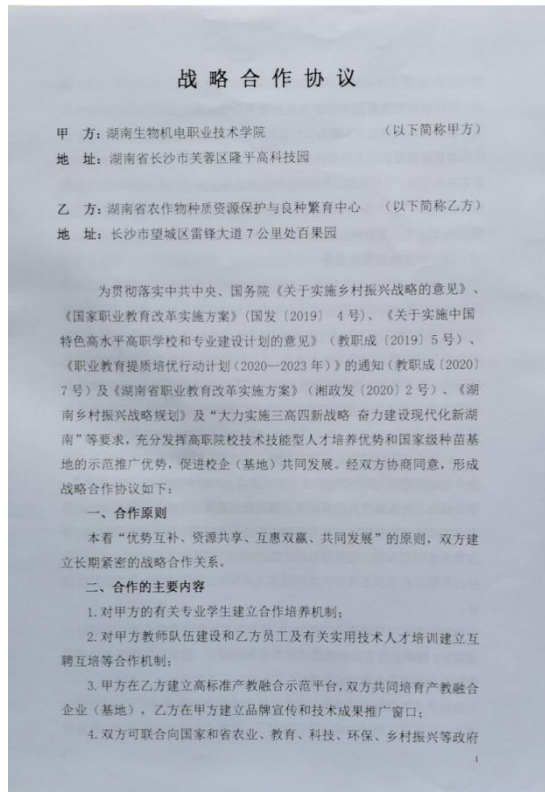 战略合作协议
甲 方：湖南生物机电职业技术学院 （以下简称甲方）
地 址：湖南省长沙市芙蓉区隆平高科技园
乙 方：湖南省农作物种质资源保护与良种繁育中心 （以下简称乙方）
地 址：长沙市望城区雷锋大道 7 公里处百果园
为贯彻落实中共中央、国务院《关于实施乡村振兴战略的意见》、
《国家职业教育改革实施方案》（国发〔2019〕 4 号）、《关于实施中国
特色高水平高职学校和专业建设计划的意见》（教职成〔2019〕5 号）、
《职业教育提质培优行动计划（2020—2023 年）》的通知（教职成〔2020〕
7 号）及《湖南省职业教育改革实施方案》（湘政发〔2020〕2 号）、《湖
南乡村振兴战略规划》及“大力实施三高四新战略 奋力建设现代化新湖
南”等要求，充分发挥高职院校技术技能型人才培养优势和国家级种苗基
地的示范推广优势，促进校企（基地）共同发展。经双方协商同意，形成
战略合作协议如下：
一、合作原则
本着“优势互补、资源共享、互惠双赢、共同发展”的原则，双方建
立长期紧密的战略合作关系。
二、合作的主要内容
1.对甲方的有关专业学生建立合作培养机制；
2.对甲方教师队伍建设和乙方员工及有关实用技术人才培训建立互
聘互培等合作机制；
3.甲方在乙方建立高标准产教融合示范平台，双方共同培育产教融合
企业（基地），乙方在甲方建立品牌宣传和技术成果推广窗口；
4.双方可联合向国家和省农业、教育、科技、环保、乡村振兴等政府
1